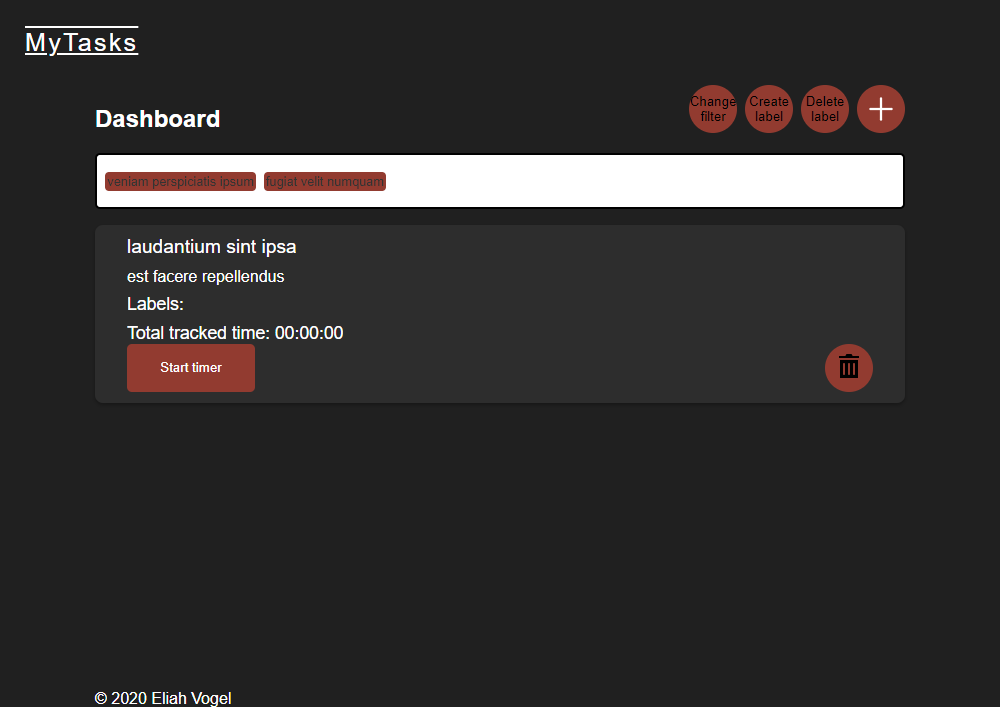 MyTasks
Dashboard
Change
filter
Create
label
Delete
label
veniam perspiciatis ipsum
fugiat velit numquam
laudantium sint ipsa
est facere repellendus
Labels:
Total tracked time: 00:00:00
Start timer
© 2020 Eliah Vogel